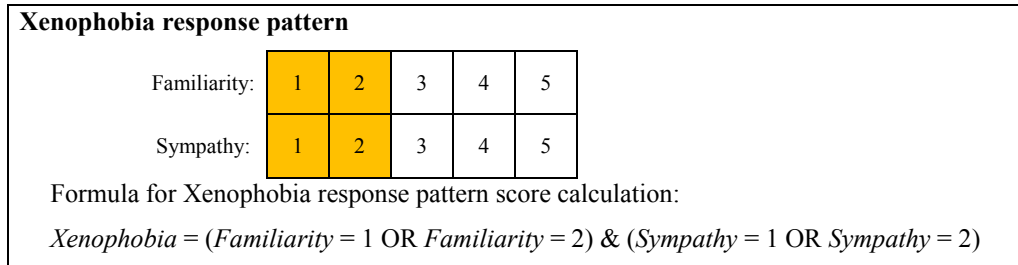 Xenophobia response pattern
Familiarity: 1 2 3 4 5
Sympathy: 1 2 3 4 5
Formula for Xenophobia response pattern score calculation:
Xenophobia = (Familiarity = 1 OR Familiarity = 2) & (Sympathy = 1 OR Sympathy = 2)